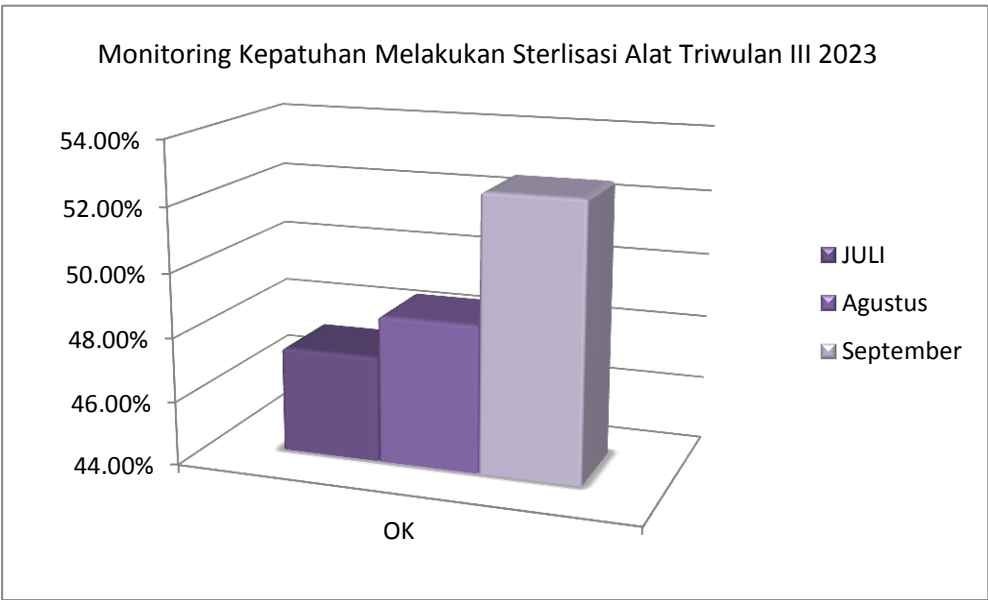 Monitoring Kepatuhan Melakukan Sterlisasi Alat Triwulan III 2023
54.00%
52.00%
50.00%
48.00%
46.00%
44.00%
OK
JULI
Agustus
September